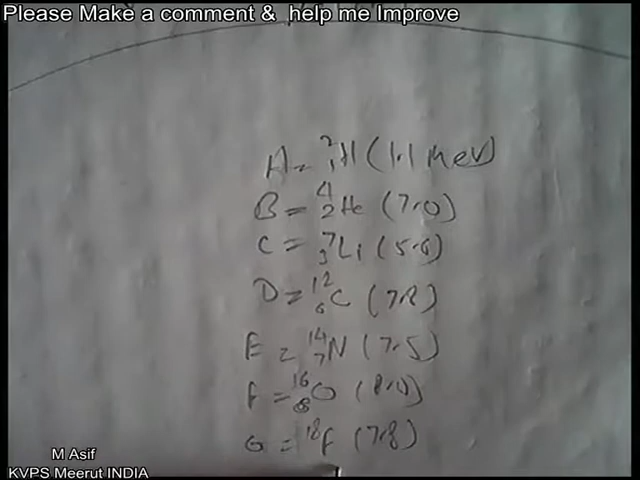 Please Make a comment & help me Improve
A = ²₁H (1.1 MeV)
B = ⁴₂He (7.0)
C = ⁷₃Li (5.6)
D = ¹²₆C (7.2)
E = ¹⁴₇N (7.5)
F = ¹⁶₈O (8.0)
G = ¹⁸F (7.8)
M Asif
KVPS Meerut INDIA